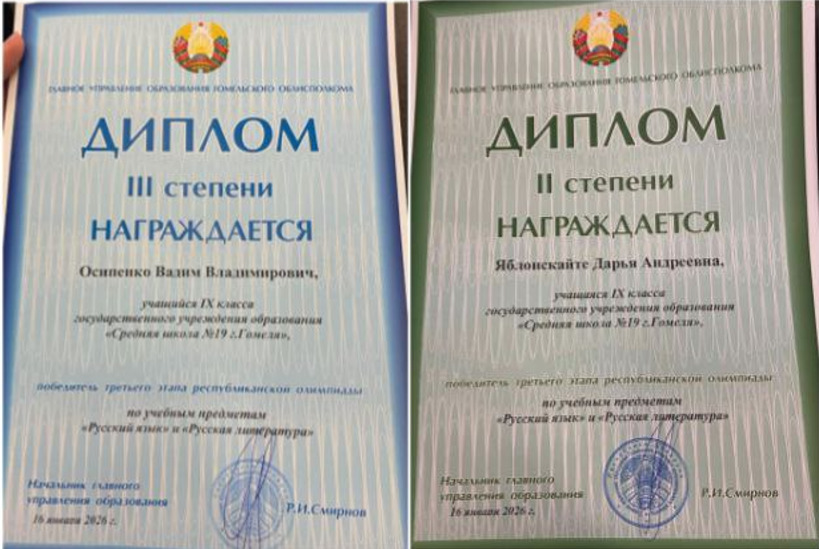 ГЛАВНОЕ УПРАВЛЕНИЕ ОБРАЗОВАНИЯ ГОМЕЛЬСКОГО ОБЛИСПОЛКОМА
ДИПЛОМ
III степени
НАГРАЖДАЕТСЯ
Осипенко Вадим Владимирович,
учащийся IX класса
государственного учреждения образования
«Средняя школа №19 г.Гомеля»,
победитель третьего этапа республиканской олимпиады
по учебным предметам
«Русский язык» и «Русская литература»
Начальник главного
управления образования
Р.И.Смирнов
16 января 2026 г.
ГЛАВНОЕ УПРАВЛЕНИЕ ОБРАЗОВАНИЯ ГОМЕЛЬСКОГО ОБЛИСПОЛКОМА
ДИПЛОМ
II степени
НАГРАЖДАЕТСЯ
Яблонскайте Дарья Андреевна,
учащаяся IX класса
государственного учреждения образования
«Средняя школа №19 г.Гомеля»,
победитель третьего этапа республиканской олимпиады
по учебным предметам
«Русский язык» и «Русская литература»
Начальник главного
управления образования
Р.И.Смирнов
16 января 2026 г.